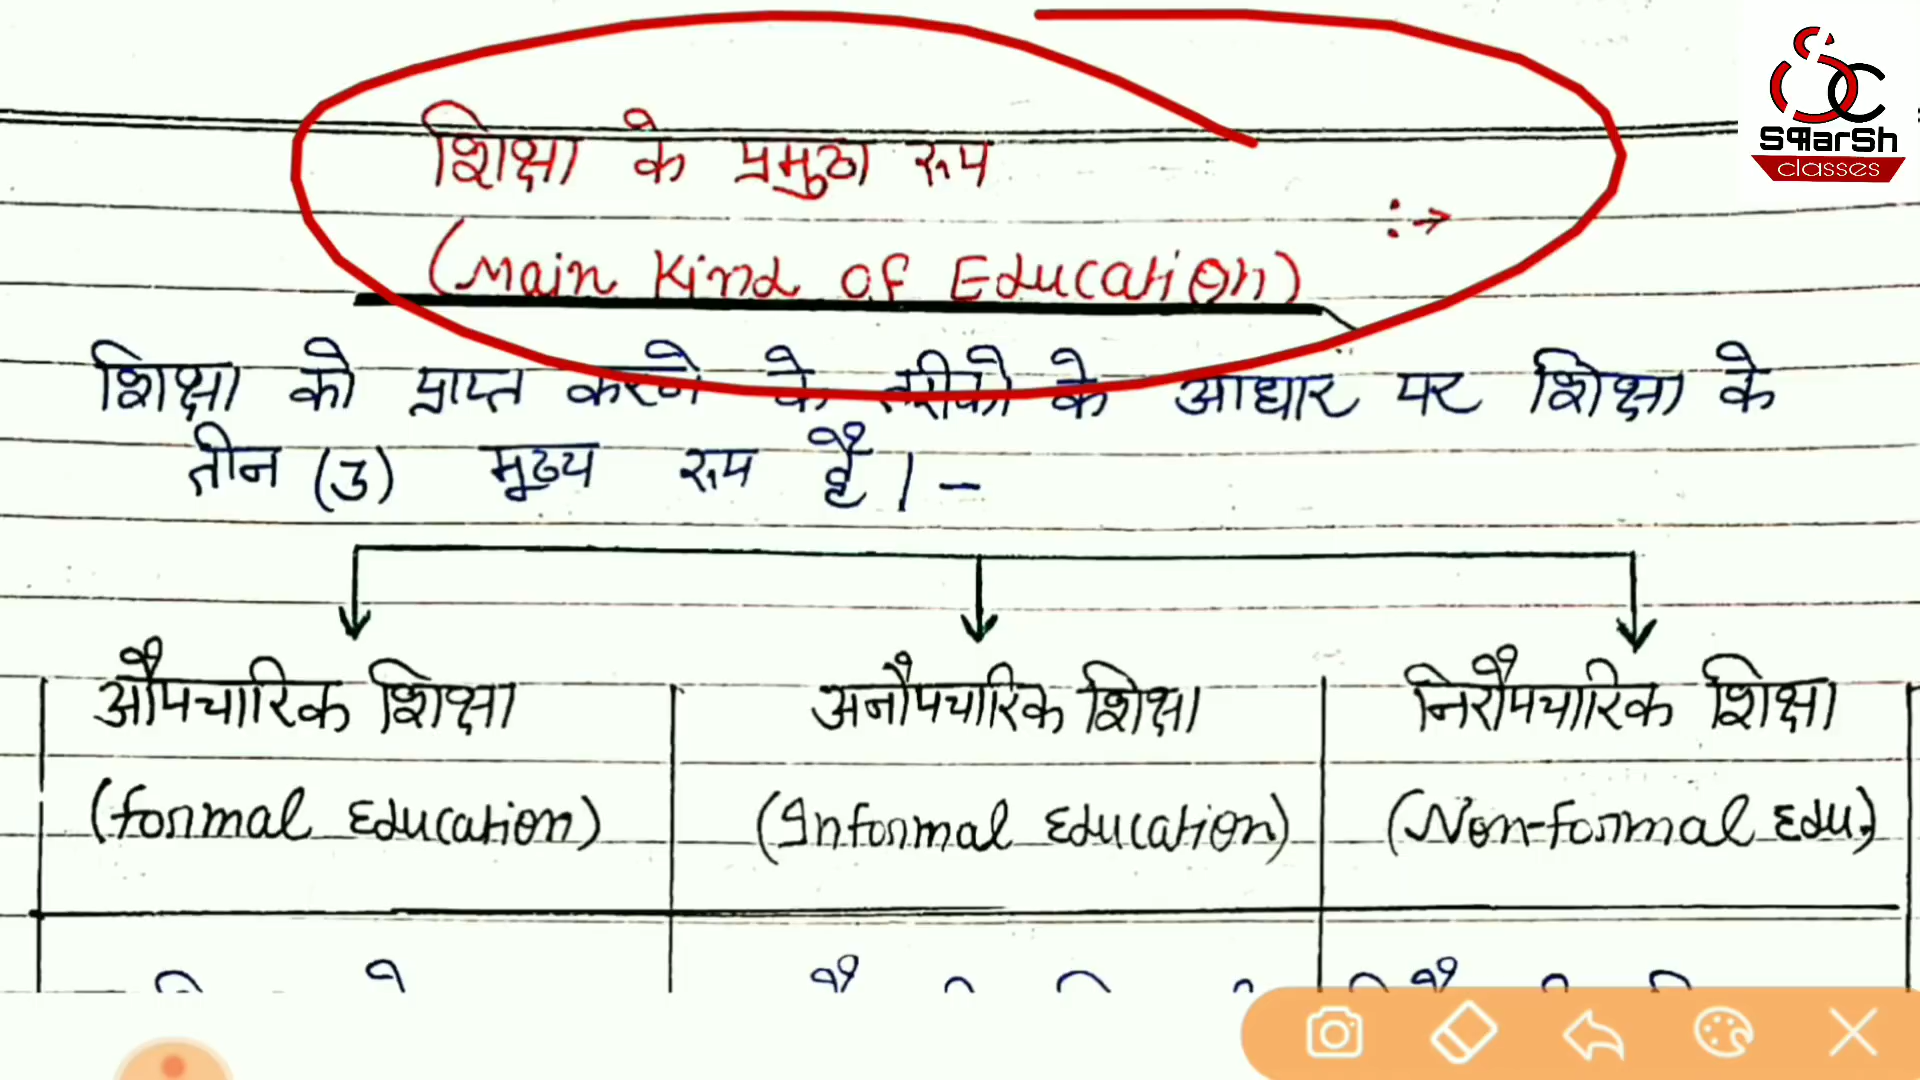 शिक्षा के प्रमुख रूप
:→
(Main Kind of Education)
शिक्षा को प्राप्त करने के तरीको के आधार पर शिक्षा के
तीन (3) मुख्य रूप है। –
औपचारिक शिक्षा
(formal Education)
अनौपचारिक शिक्षा
(Informal Education)
निरौपचारिक शिक्षा
(Non-formal Edu.)
SपarSh
classes